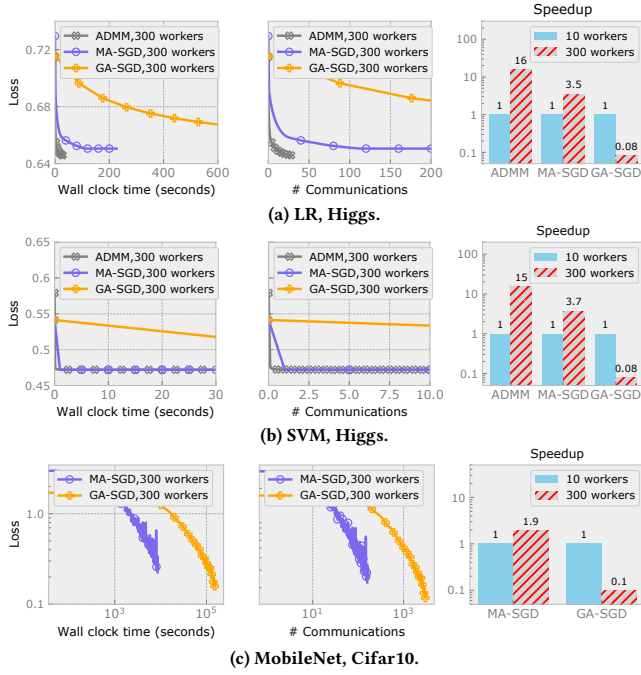 Speedup
0.72
0.68
0.64
Loss
ADMM,300 workers
MA-SGD,300 workers
GA-SGD,300 workers
0 200 400 600
Wall clock time (seconds)
ADMM,300 workers
MA-SGD,300 workers
GA-SGD,300 workers
0 50 100 150 200
# Communications
100
10
1
0.1
10 workers
300 workers
1 16 1 3.5 1 0.08
ADMM MA-SGD GA-SGD
(a) LR, Higgs.
Speedup
0.65
0.60
0.55
0.50
0.45
Loss
ADMM,300 workers
MA-SGD,300 workers
GA-SGD,300 workers
0 10 20 30
Wall clock time (seconds)
ADMM,300 workers
MA-SGD,300 workers
GA-SGD,300 workers
0.0 2.5 5.0 7.5 10.0
# Communications
100
10
1
0.1
10 workers
300 workers
1 15 1 3.7 1 0.08
ADMM MA-SGD GA-SGD
(b) SVM, Higgs.
Speedup
1.0
0.1
Loss
MA-SGD,300 workers
GA-SGD,300 workers
10³ 10⁵
Wall clock time (seconds)
MA-SGD,300 workers
GA-SGD,300 workers
10¹ 10³
# Communications
10
1
0.1
10 workers
300 workers
1 1.9 1 0.1
MA-SGD GA-SGD
(c) MobileNet, Cifar10.